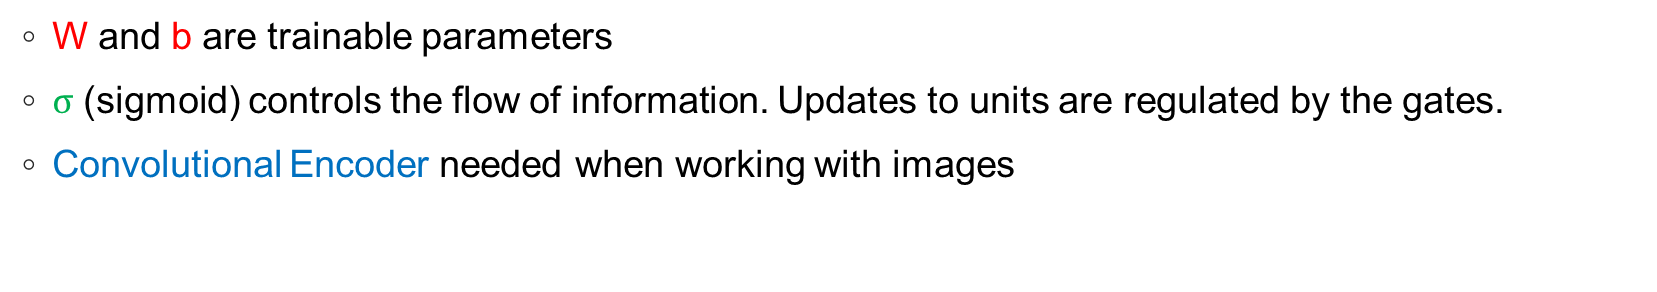 ◦ W and b are trainable parameters
◦ σ (sigmoid) controls the flow of information. Updates to units are regulated by the gates.
◦ Convolutional Encoder needed when working with images